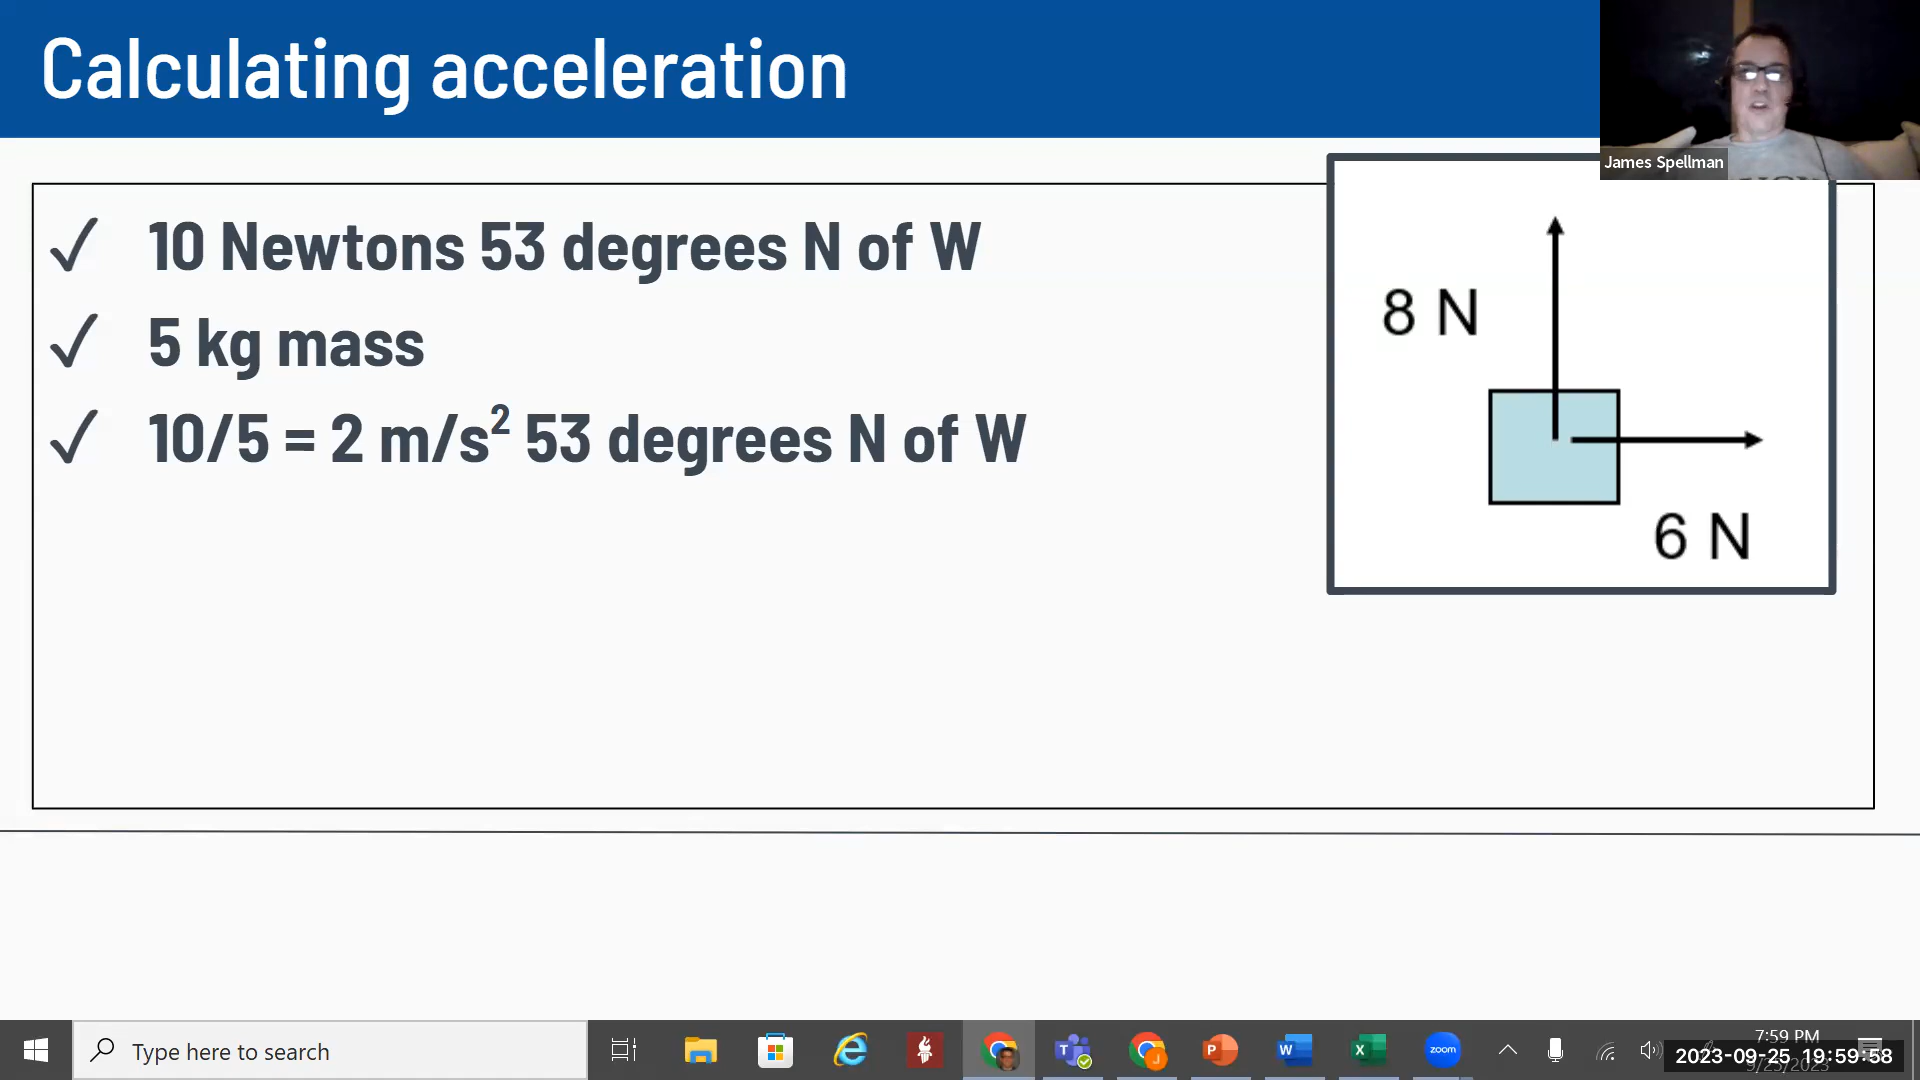 Calculating acceleration
James Spellman
✓ 10 Newtons 53 degrees N of W
✓ 5 kg mass
✓ 10/5 = 2 m/s² 53 degrees N of W
8 N
6 N
Type here to search
zoom
7:59 PM
2023-09-25 19:59:58